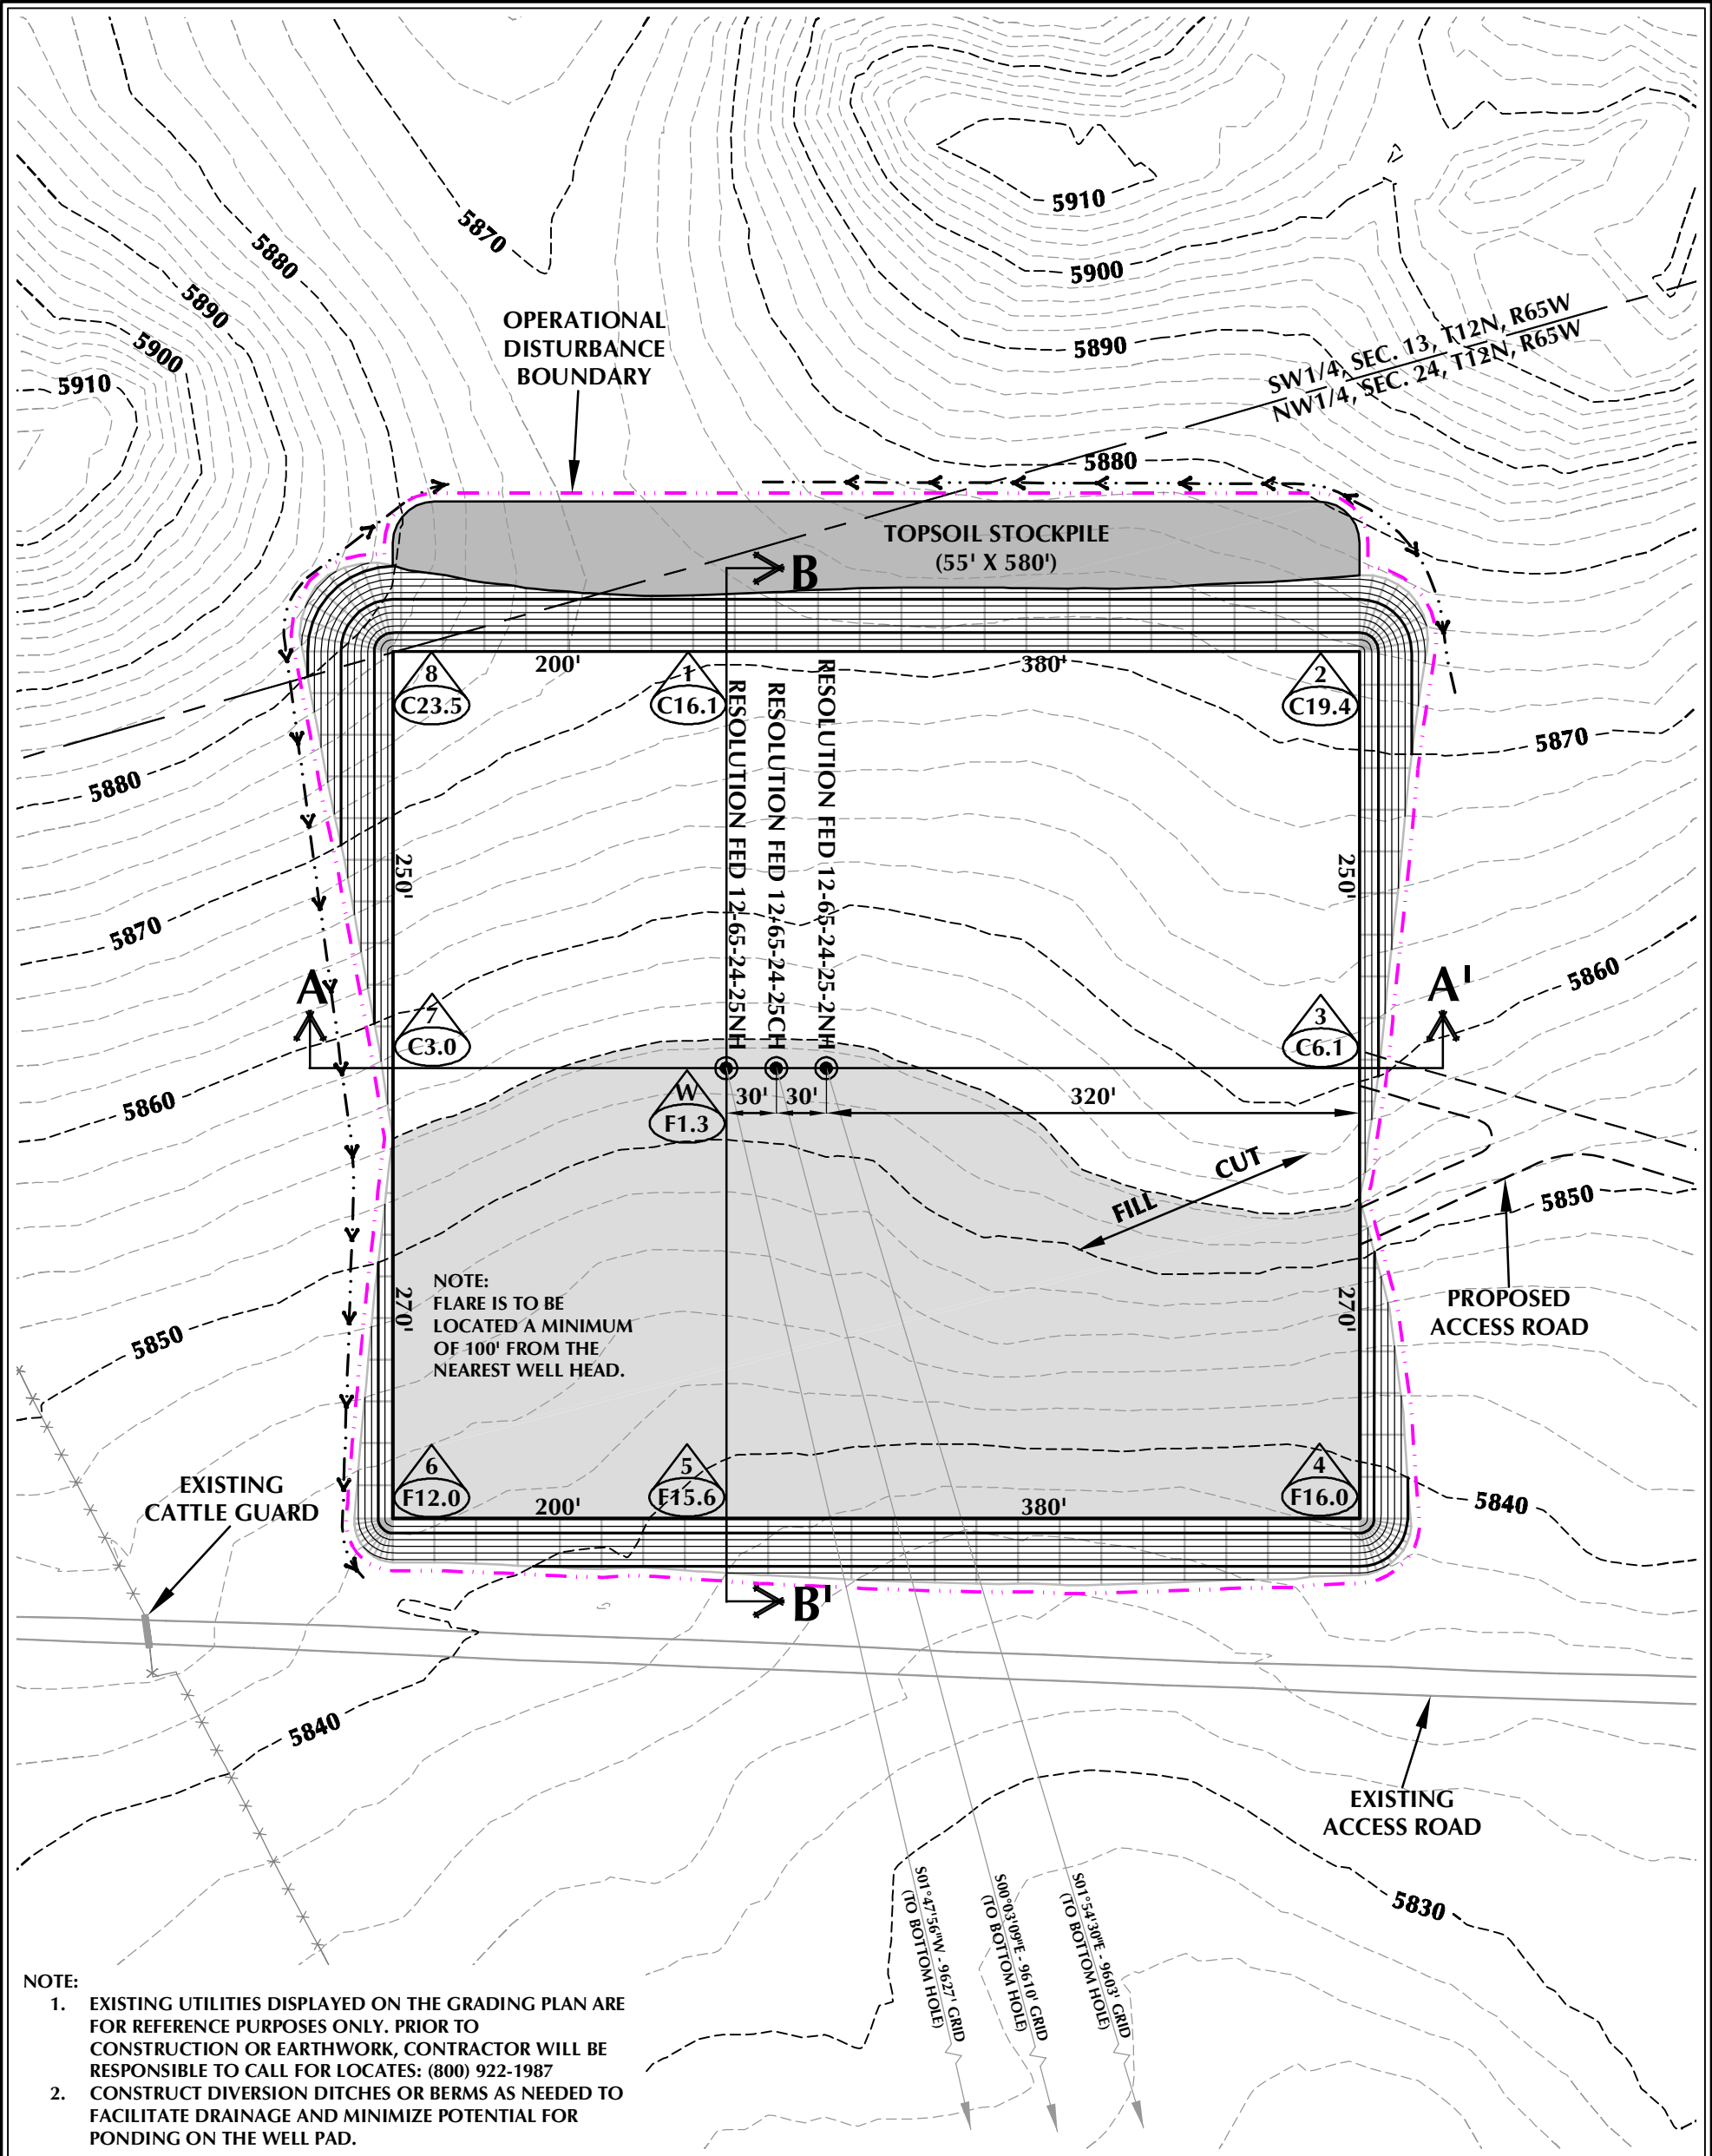 5910
5870
5880
5900
5890
5900
5910
OPERATIONAL
DISTURBANCE
BOUNDARY
5890
SW1/4, SEC. 13, T12N, R65W
NW1/4, SEC. 24, T12N, R65W
5880
TOPSOIL STOCKPILE
(55' X 580')
B
8
C23.5
200'
1
C16.1
380'
2
C19.4
RESOLUTION FED 12-65-24-25NH
RESOLUTION FED 12-65-24-25CH
RESOLUTION FED 12-65-24-25-2NH
5870
5880
250'
250'
5870
A
A'
5860
7
C3.0
3
C6.1
5860
W
F1.3
30'
30'
320'
CUT
FILL
5850
NOTE:
FLARE IS TO BE
LOCATED A MINIMUM
OF 100' FROM THE
NEAREST WELL HEAD.
270'
270'
PROPOSED
ACCESS ROAD
5850
6
F12.0
5
F15.6
4
F16.0
200'
380'
EXISTING
CATTLE GUARD
5840
B'
5840
EXISTING
ACCESS ROAD
5830
S01°47'56"W - 9627' GRID
(TO BOTTOM HOLE)
S00°03'09"E - 9610' GRID
(TO BOTTOM HOLE)
S01°54'30"E - 9603' GRID
(TO BOTTOM HOLE)
NOTE:
1. EXISTING UTILITIES DISPLAYED ON THE GRADING PLAN ARE
FOR REFERENCE PURPOSES ONLY. PRIOR TO
CONSTRUCTION OR EARTHWORK, CONTRACTOR WILL BE
RESPONSIBLE TO CALL FOR LOCATES: (800) 922-1987
2. CONSTRUCT DIVERSION DITCHES OR BERMS AS NEEDED TO
FACILITATE DRAINAGE AND MINIMIZE POTENTIAL FOR
PONDING ON THE WELL PAD.